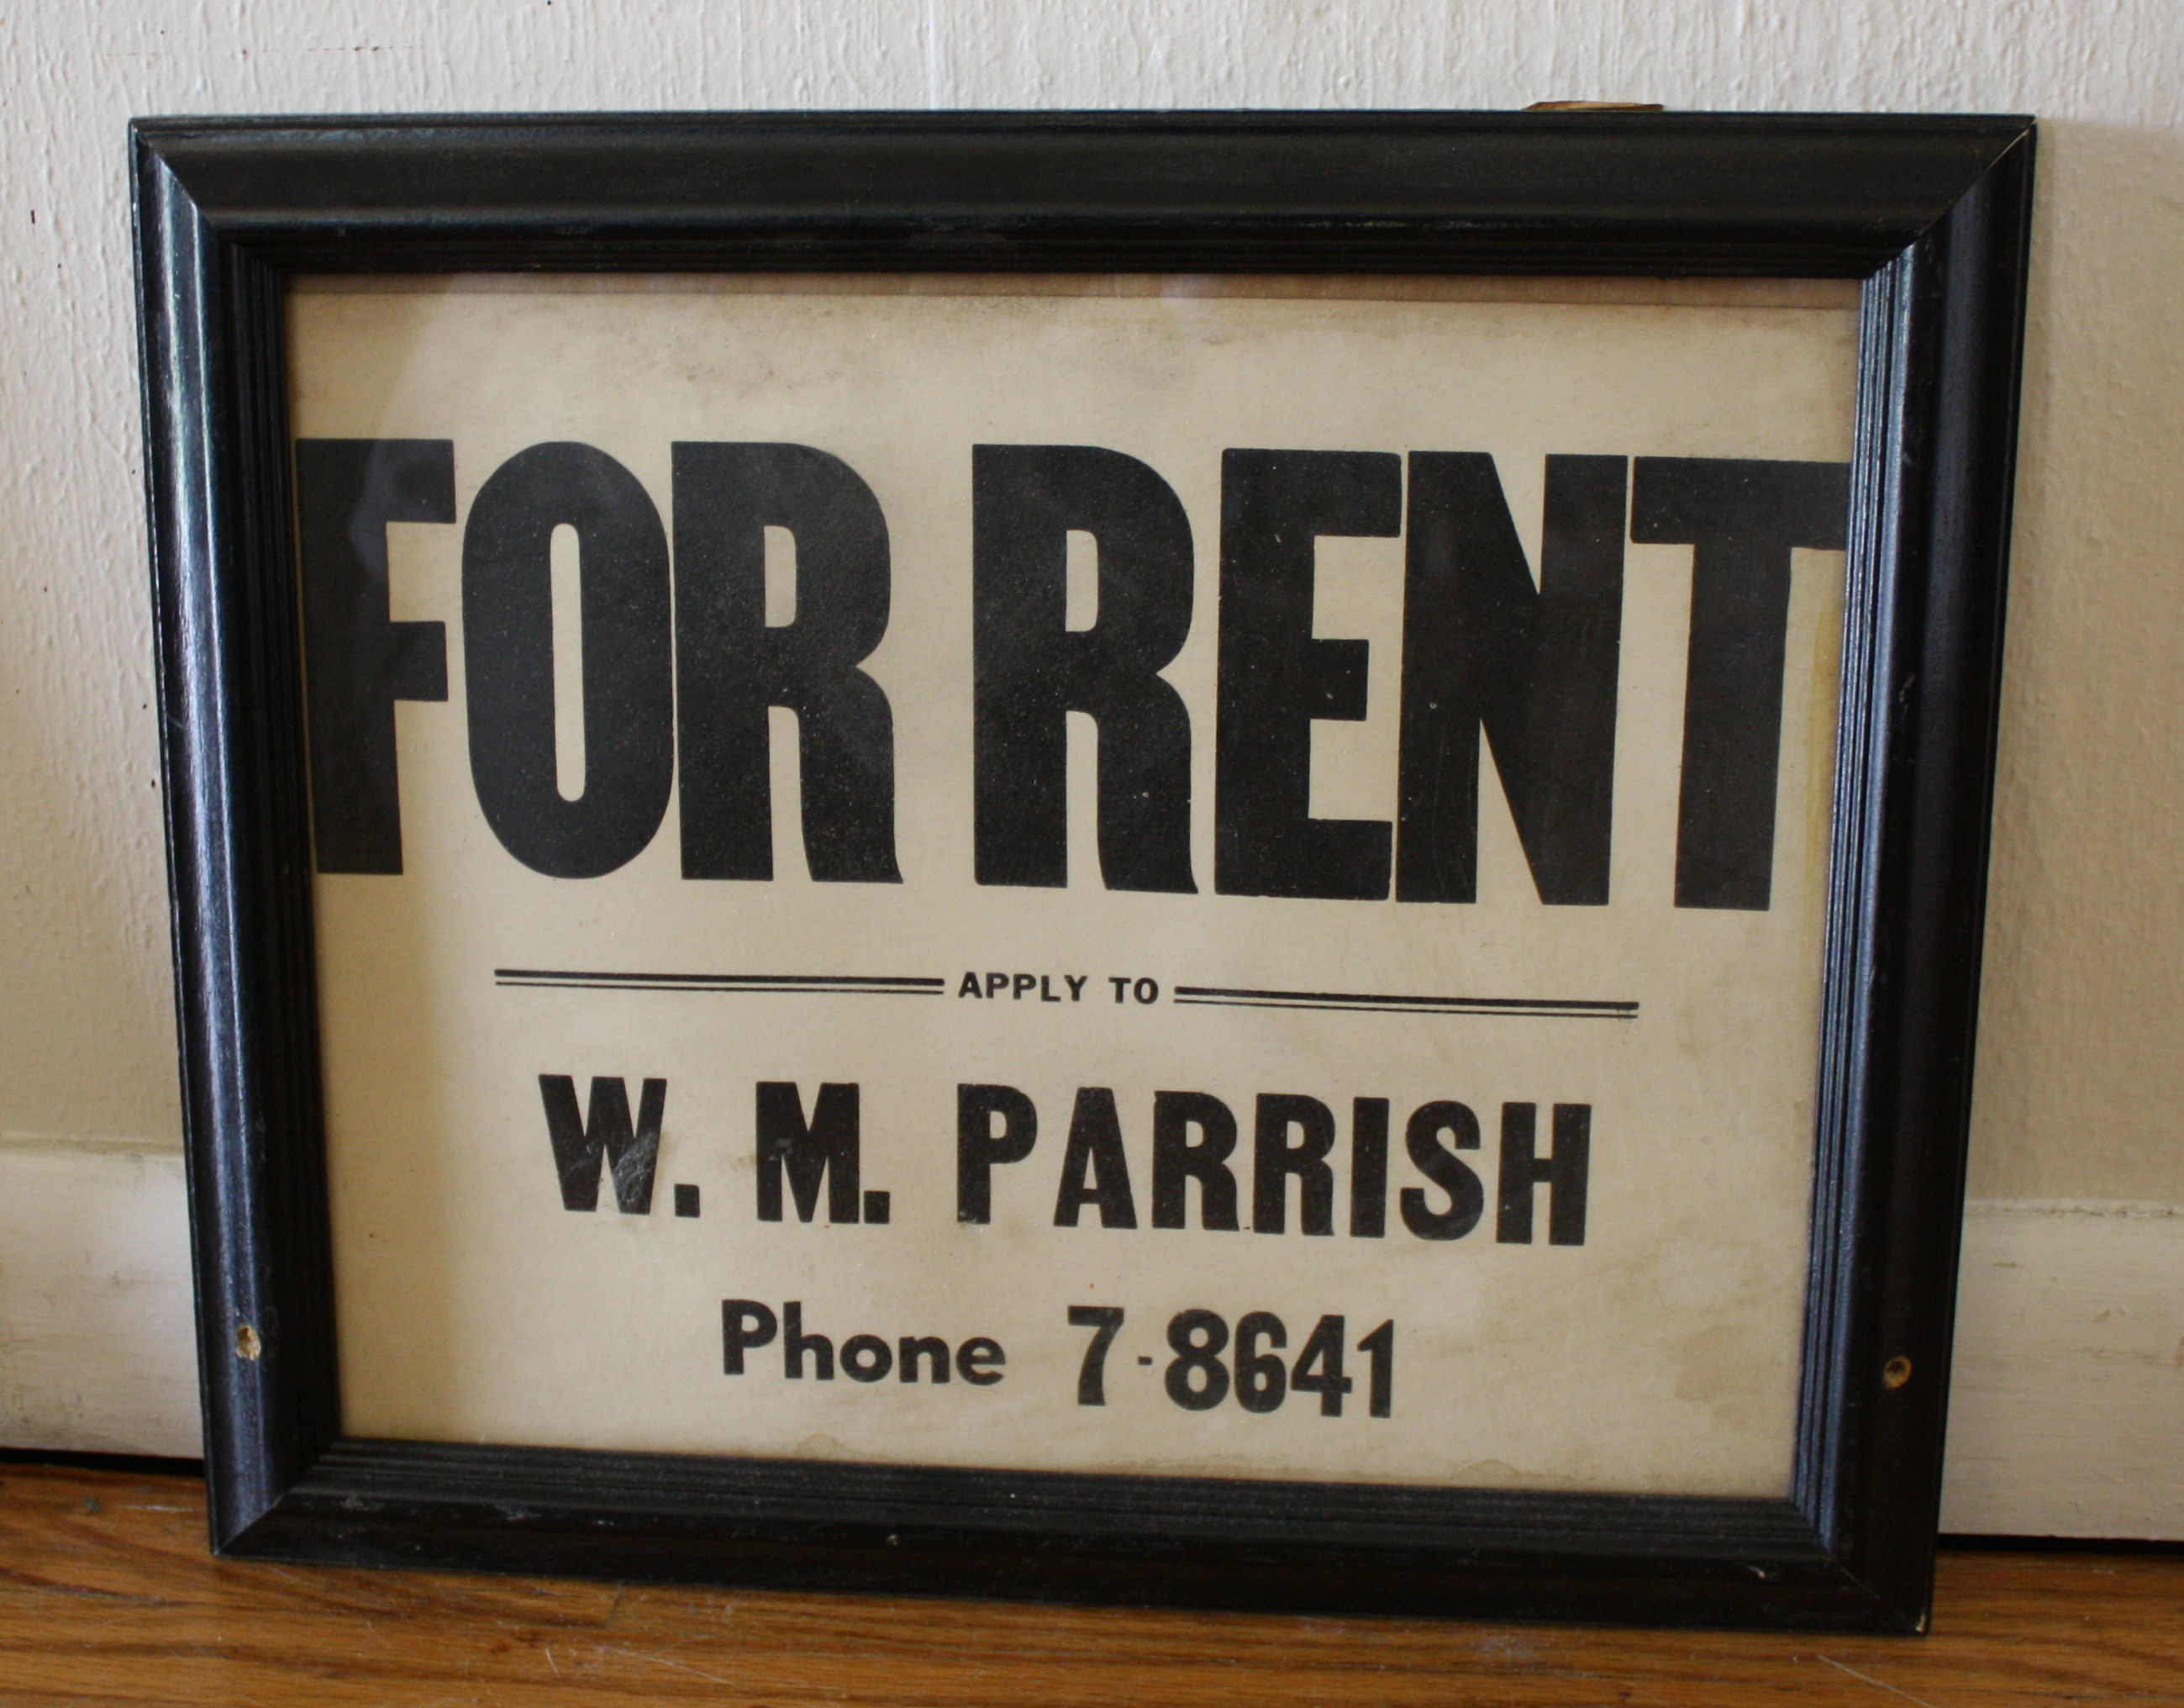 FOR RENT
APPLY TO
W. M. PARRISH
Phone 7-8641